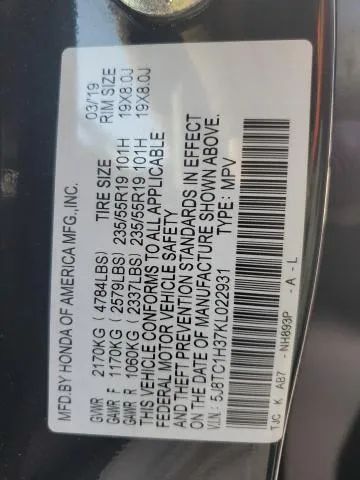 MFD.BY HONDA OF AMERICA MFG.,INC. 03/19
TIRE SIZE RIM SIZE
GVWR 2170KG (4784LBS)
GAWR F 1170KG (2579LBS) 235/55R19 101H 19X8.0J
GAWR R 1060KG (2337LBS) 235/55R19 101H 19X8.0J
THIS VEHICLE CONFORMS TO ALL APPLICABLE
FEDERAL MOTOR VEHICLE SAFETY
AND THEFT PREVENTION STANDARDS IN EFFECT
ON THE DATE OF MANUFACTURE SHOWN ABOVE.
V.I.N.: 5J8TC1H37KL022931 TYPE: MPV
TJC K AB7 NH893P - A - L